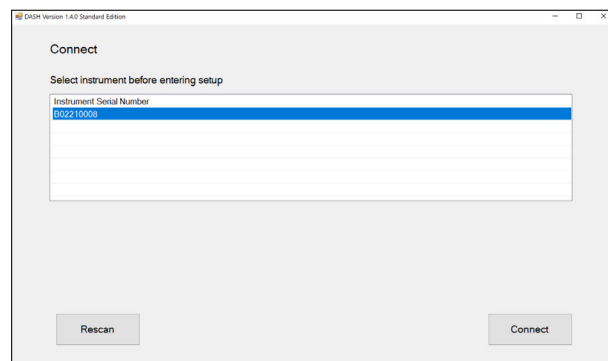 DASH Version 1.4.0 Standard Edition
Connect
Select instrument before entering setup
Instrument Serial Number
B02210008
Rescan
Connect